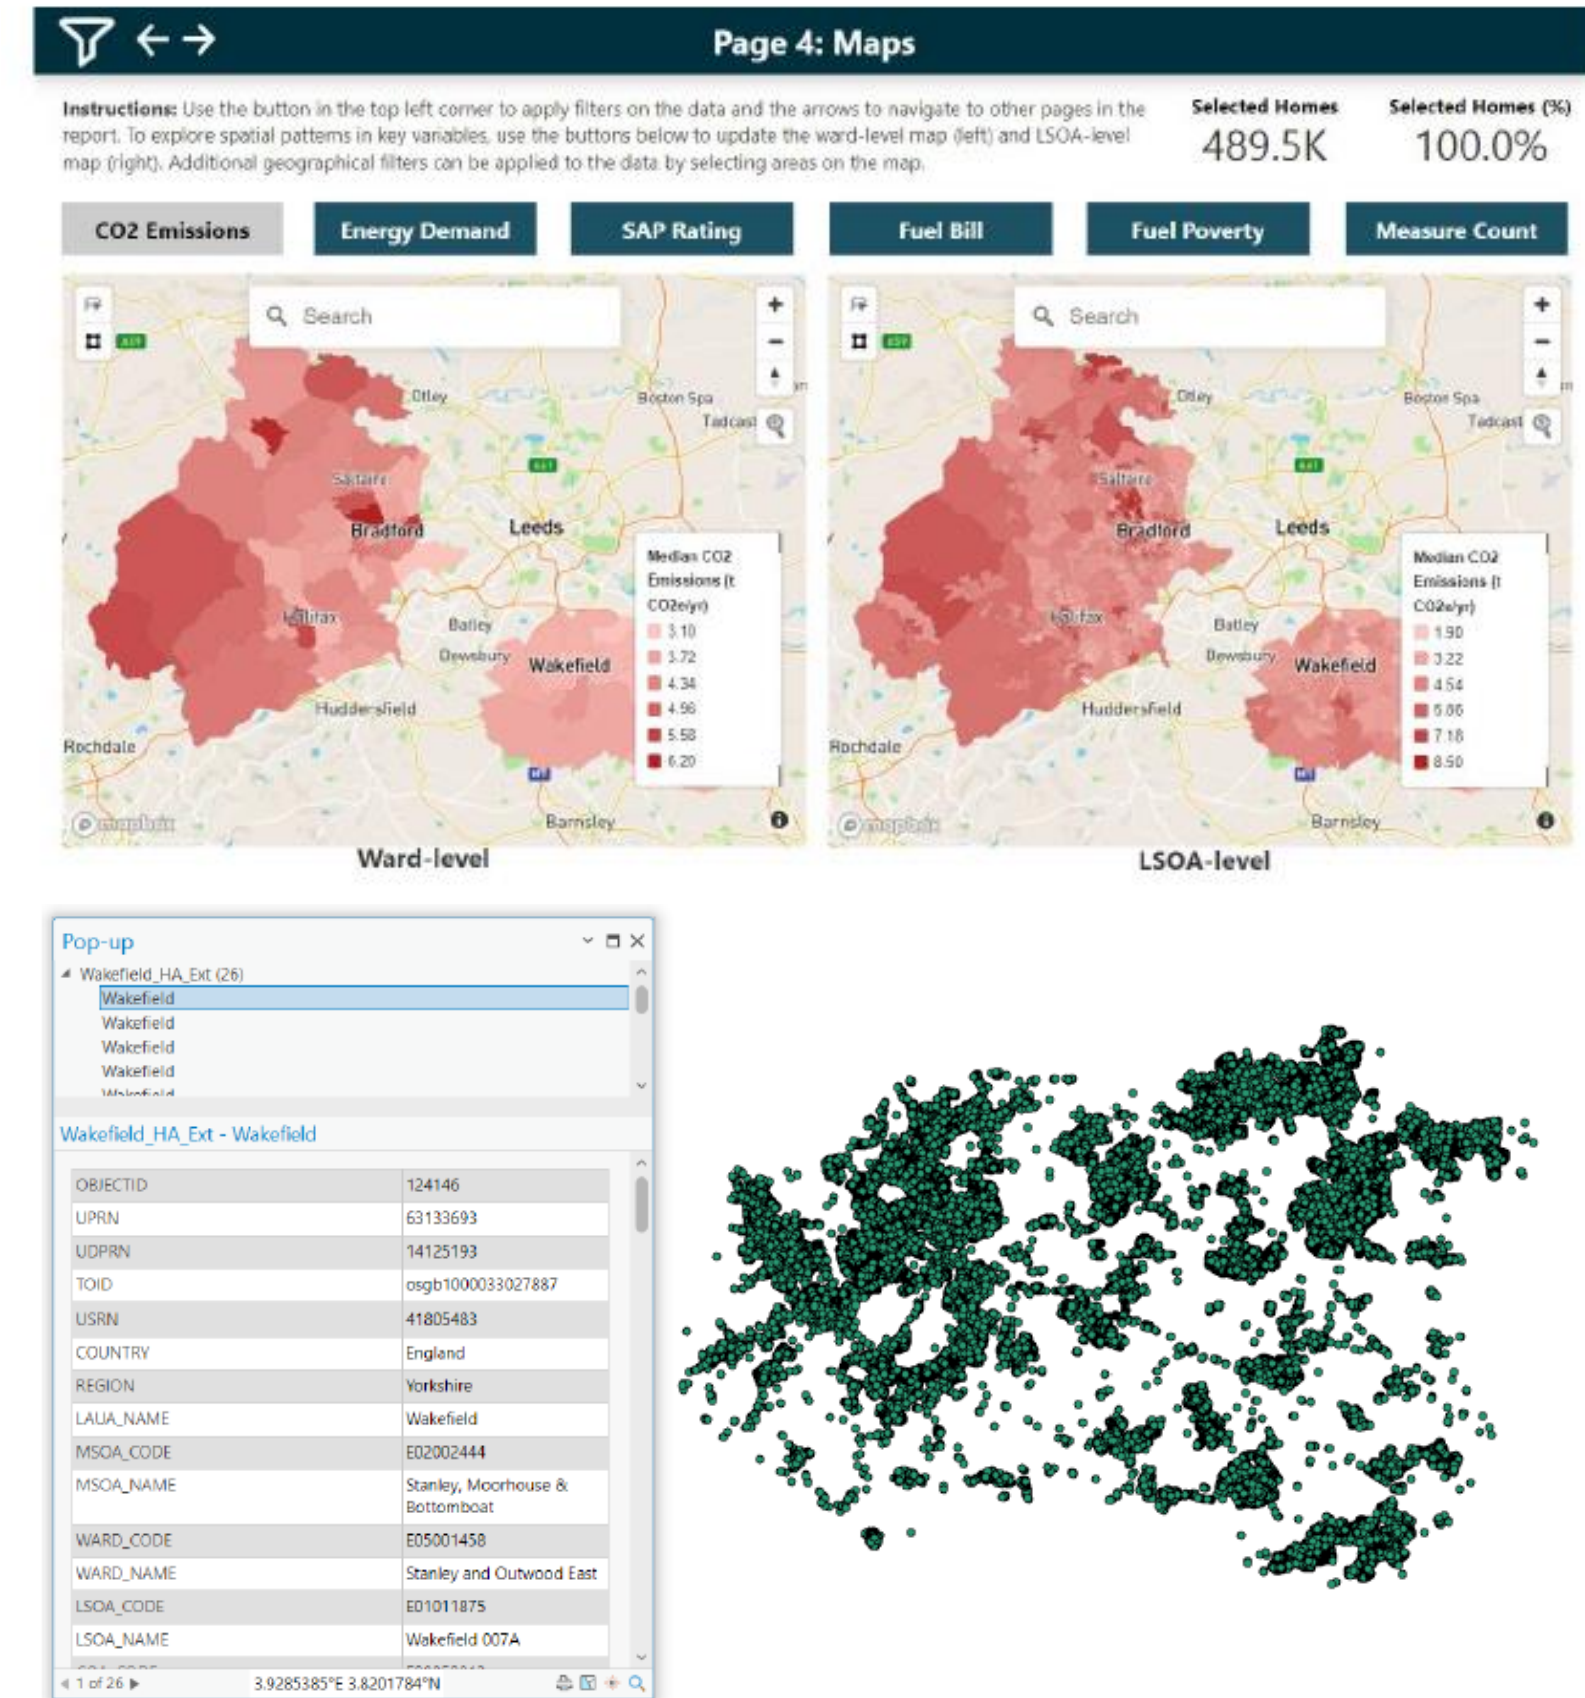 Page 4: Maps
Instructions: Use the button in the top left corner to apply filters on the data and the arrows to navigate to other pages in the
report. To explore spatial patterns in key variables, use the buttons below to update the ward-level map (left) and LSOA-level
map (right). Additional geographical filters can be applied to the data by selecting areas on the map.
Selected Homes
489.5K
Selected Homes (%)
100.0%
CO2 Emissions
Energy Demand
SAP Rating
Fuel Bill
Fuel Poverty
Measure Count
Search
Otley
Boston Spa
Tadcast
Saltaire
Bradford
Leeds
Halifax
Batley
Dewsbury
Wakefield
Huddersfield
Rochdale
Barnsley
mapbox
Median CO2
Emissions (t
CO2e/yr)
3.10
3.72
4.34
4.96
5.58
6.20
Ward-level
Search
Otley
Boston Spa
Tadcast
Saltaire
Bradford
Leeds
Halifax
Batley
Dewsbury
Wakefield
Huddersfield
Rochdale
Barnsley
mapbox
Median CO2
Emissions (t
CO2e/yr)
1.90
3.22
4.54
5.86
7.18
8.50
LSOA-level
Pop-up
Wakefield_HA_Ext (26)
Wakefield
Wakefield
Wakefield
Wakefield
Wakefield
Wakefield_HA_Ext - Wakefield
OBJECTID 124146
UPRN 63133693
UDPRN 14125193
TOID osgb1000033027887
USRN 41805483
COUNTRY England
REGION Yorkshire
LAUA_NAME Wakefield
MSOA_CODE E02002444
MSOA_NAME Stanley, Moorhouse &
Bottomboat
WARD_CODE E05001458
WARD_NAME Stanley and Outwood East
LSOA_CODE E01011875
LSOA_NAME Wakefield 007A
1 of 26
3.9285385°E 3.8201784°N